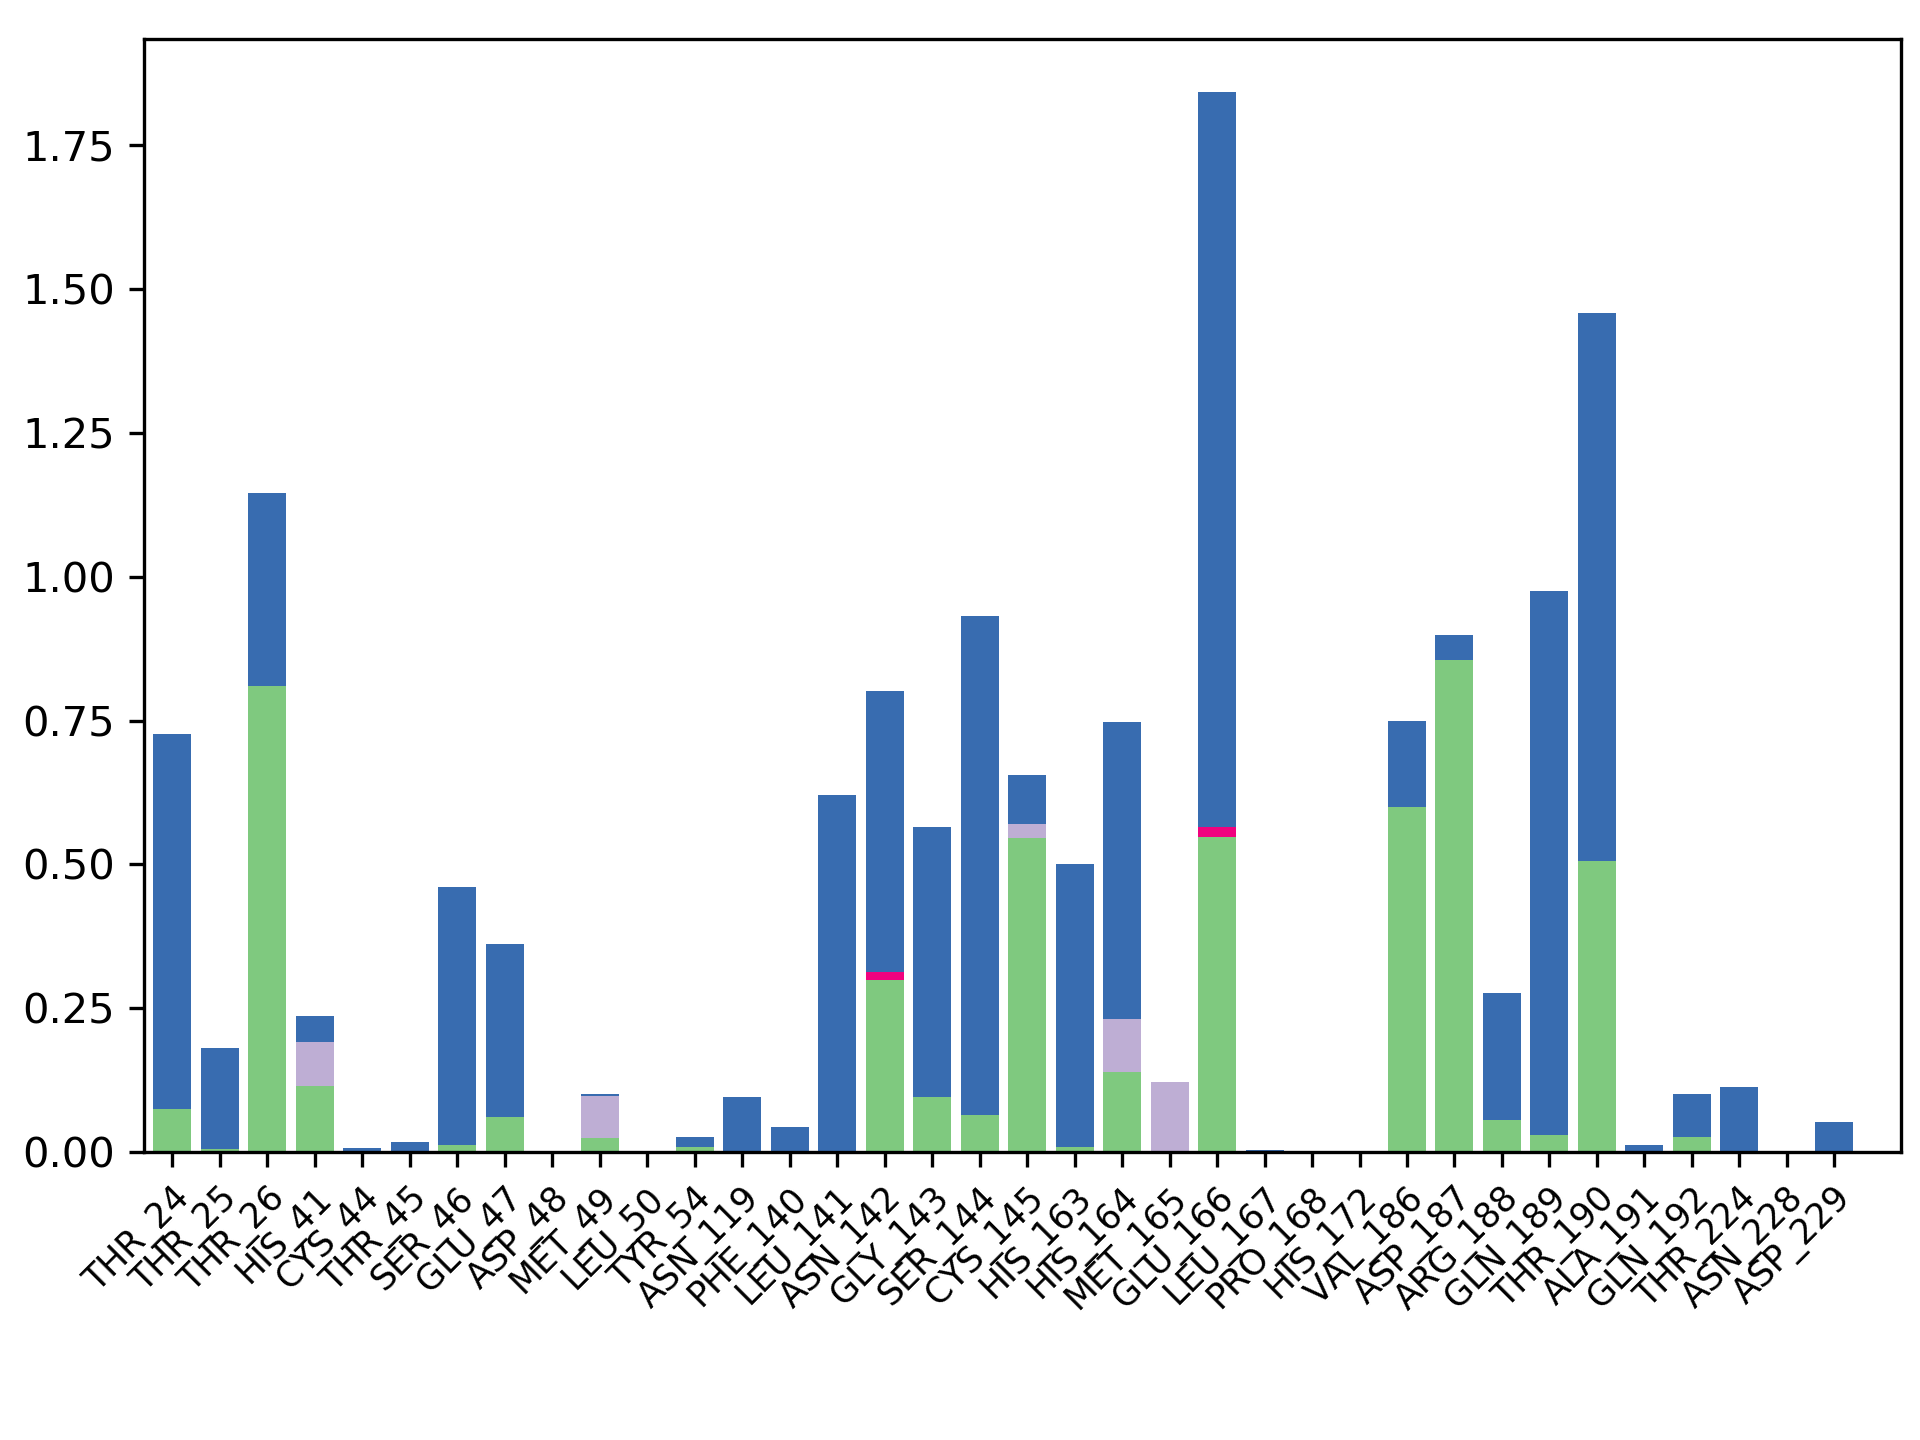 1.75
1.50
1.25
1.00
0.75
0.50
0.25
0.00
THR_24
THR_25
THR_26
HIS_41
CYS_44
THR_45
SER_46
GLU_47
ASP_48
MET_49
LEU_50
TYR_54
ASN_119
PHE_140
LEU_141
ASN_142
GLY_143
SER_144
CYS_145
HIS_163
HIS_164
MET_165
GLU_166
LEU_167
PRO_168
HIS_172
VAL_186
ASP_187
ARG_188
GLN_189
THR_190
ALA_191
GLN_192
THR_224
ASN_228
ASP_229